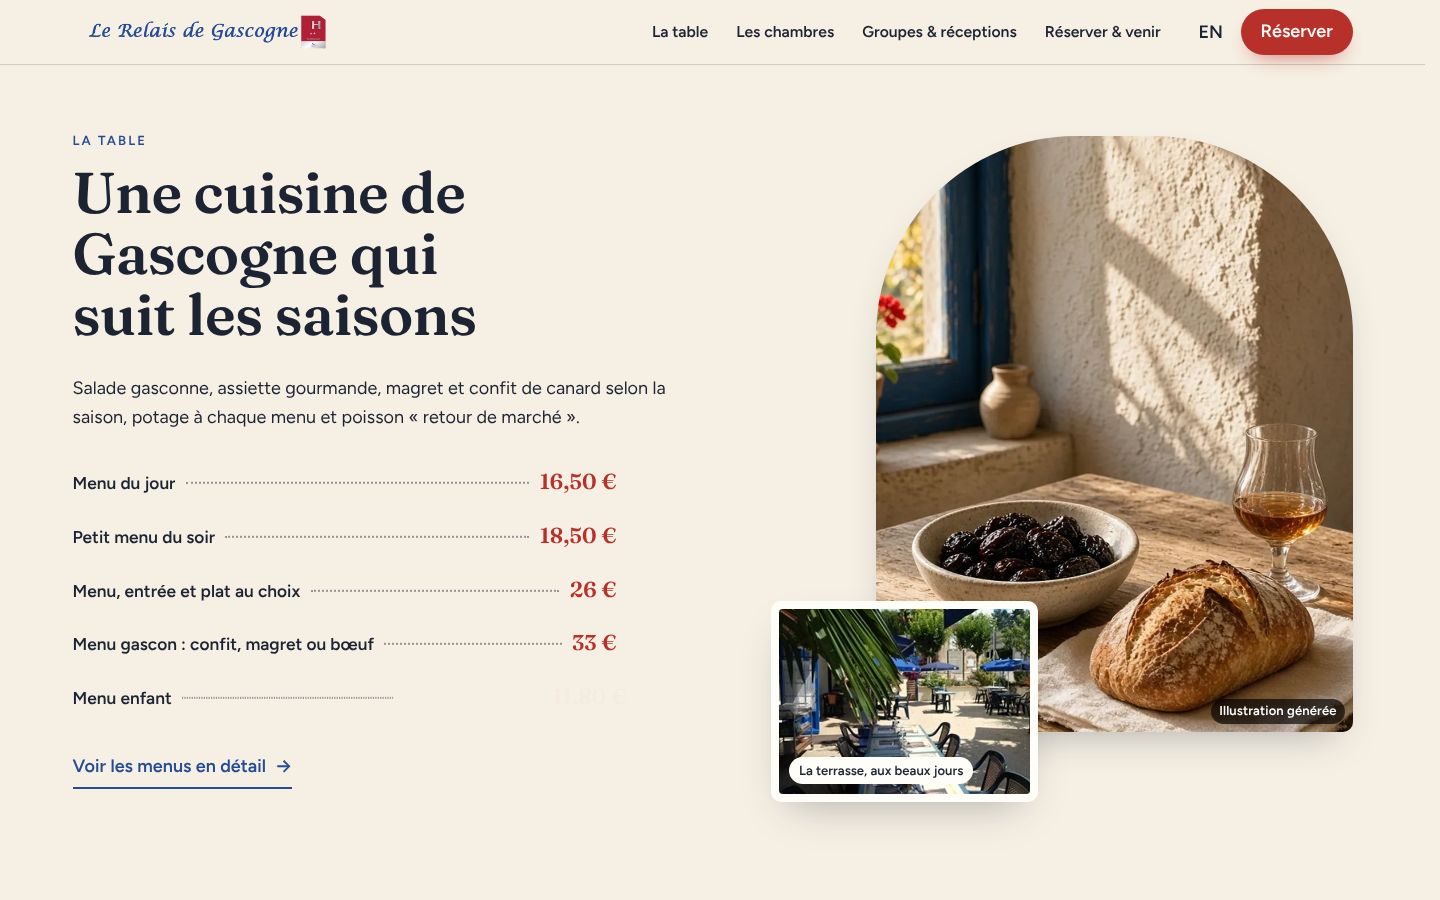 Le Relais de Gascogne
H
La table
Les chambres
Groupes & réceptions
Réserver & venir
EN
Réserver
LA TABLE
Une cuisine de
Gascogne qui
suit les saisons
Salade gasconne, assiette gourmande, magret et confit de canard selon la
saison, potage à chaque menu et poisson « retour de marché ».
Menu du jour 16,50 €
Petit menu du soir 18,50 €
Menu, entrée et plat au choix 26 €
Menu gascon : confit, magret ou bœuf 33 €
Menu enfant 11,80 €
Voir les menus en détail →
Illustration générée
La terrasse, aux beaux jours